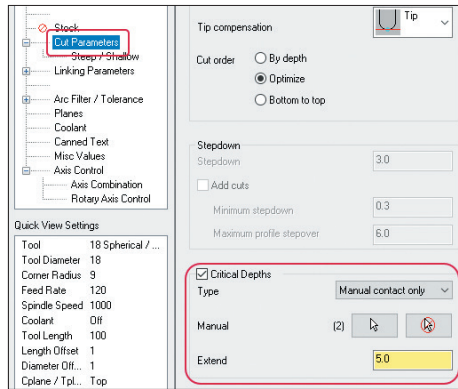 Stock
Cut Parameters
Steep / Shallow
Linking Parameters
Arc Filter / Tolerance
Planes
Coolant
Canned Text
Misc Values
Axis Control
Axis Combination
Rotary Axis Control
Quick View Settings
Tool 18 Spherical / ...
Tool Diameter 18
Corner Radius 9
Feed Rate 120
Spindle Speed 1000
Coolant Off
Tool Length 100
Length Offset 1
Diameter Off... 1
Cplane / Tpl... Top
Tip compensation Tip
Cut order By depth
Optimize
Bottom to top
Stepdown
Stepdown 3.0
Add cuts
Minimum stepdown 0.3
Maximum profile stepover 6.0
Critical Depths
Type Manual contact only
Manual (2)
Extend 5.0